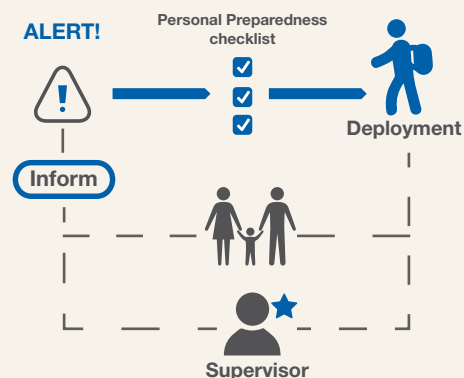 ALERT!
Personal Preparedness
checklist
!
Deployment
Inform
Supervisor